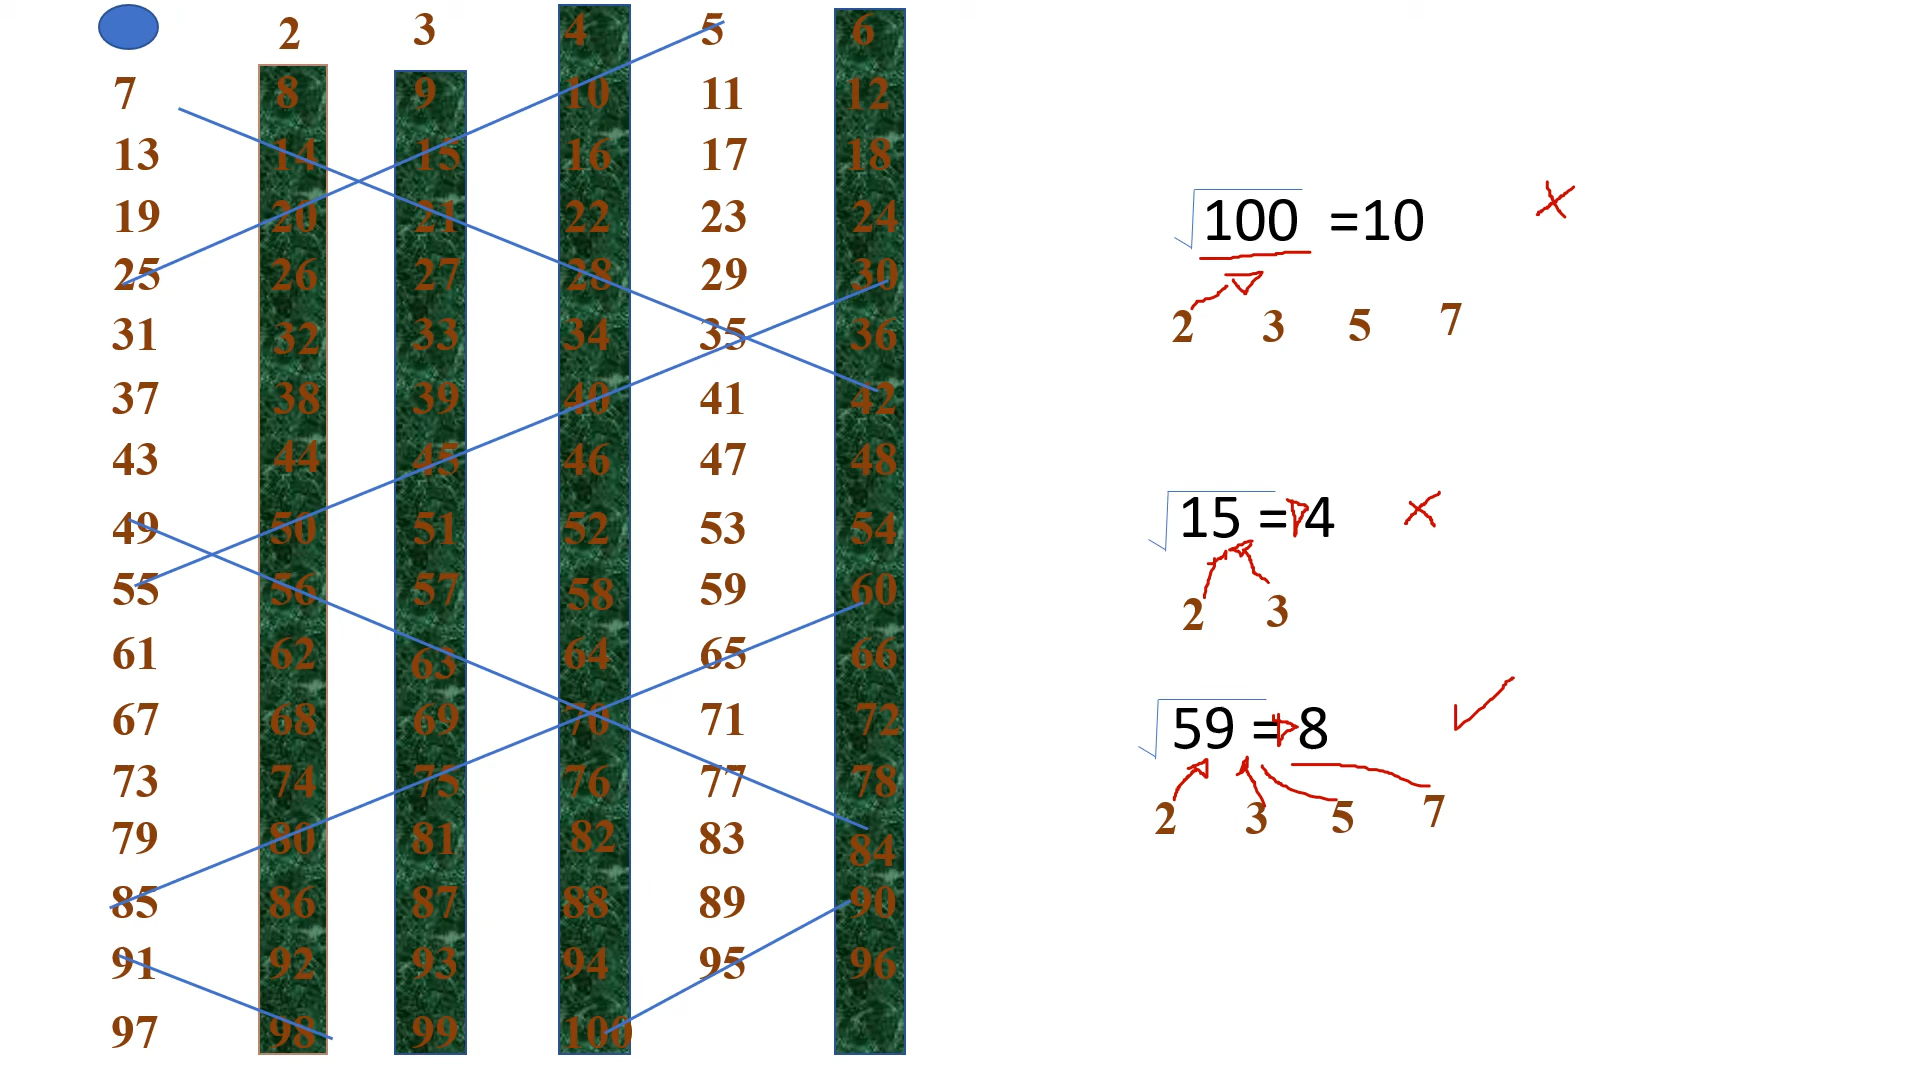 2 3 4 5 6
7 8 9 10 11 12
13 14 15 16 17 18
19 20 21 22 23 24
25 26 27 28 29 30
31 32 33 34 35 36
37 38 39 40 41 42
43 44 45 46 47 48
49 50 51 52 53 54
55 56 57 58 59 60
61 62 63 64 65 66
67 68 69 70 71 72
73 74 75 76 77 78
79 80 81 82 83 84
85 86 87 88 89 90
91 92 93 94 95 96
97 98 99 100
√100 =10
2 3 5 7
√15 = 4
2 3
√59 = 8
2 3 5 7